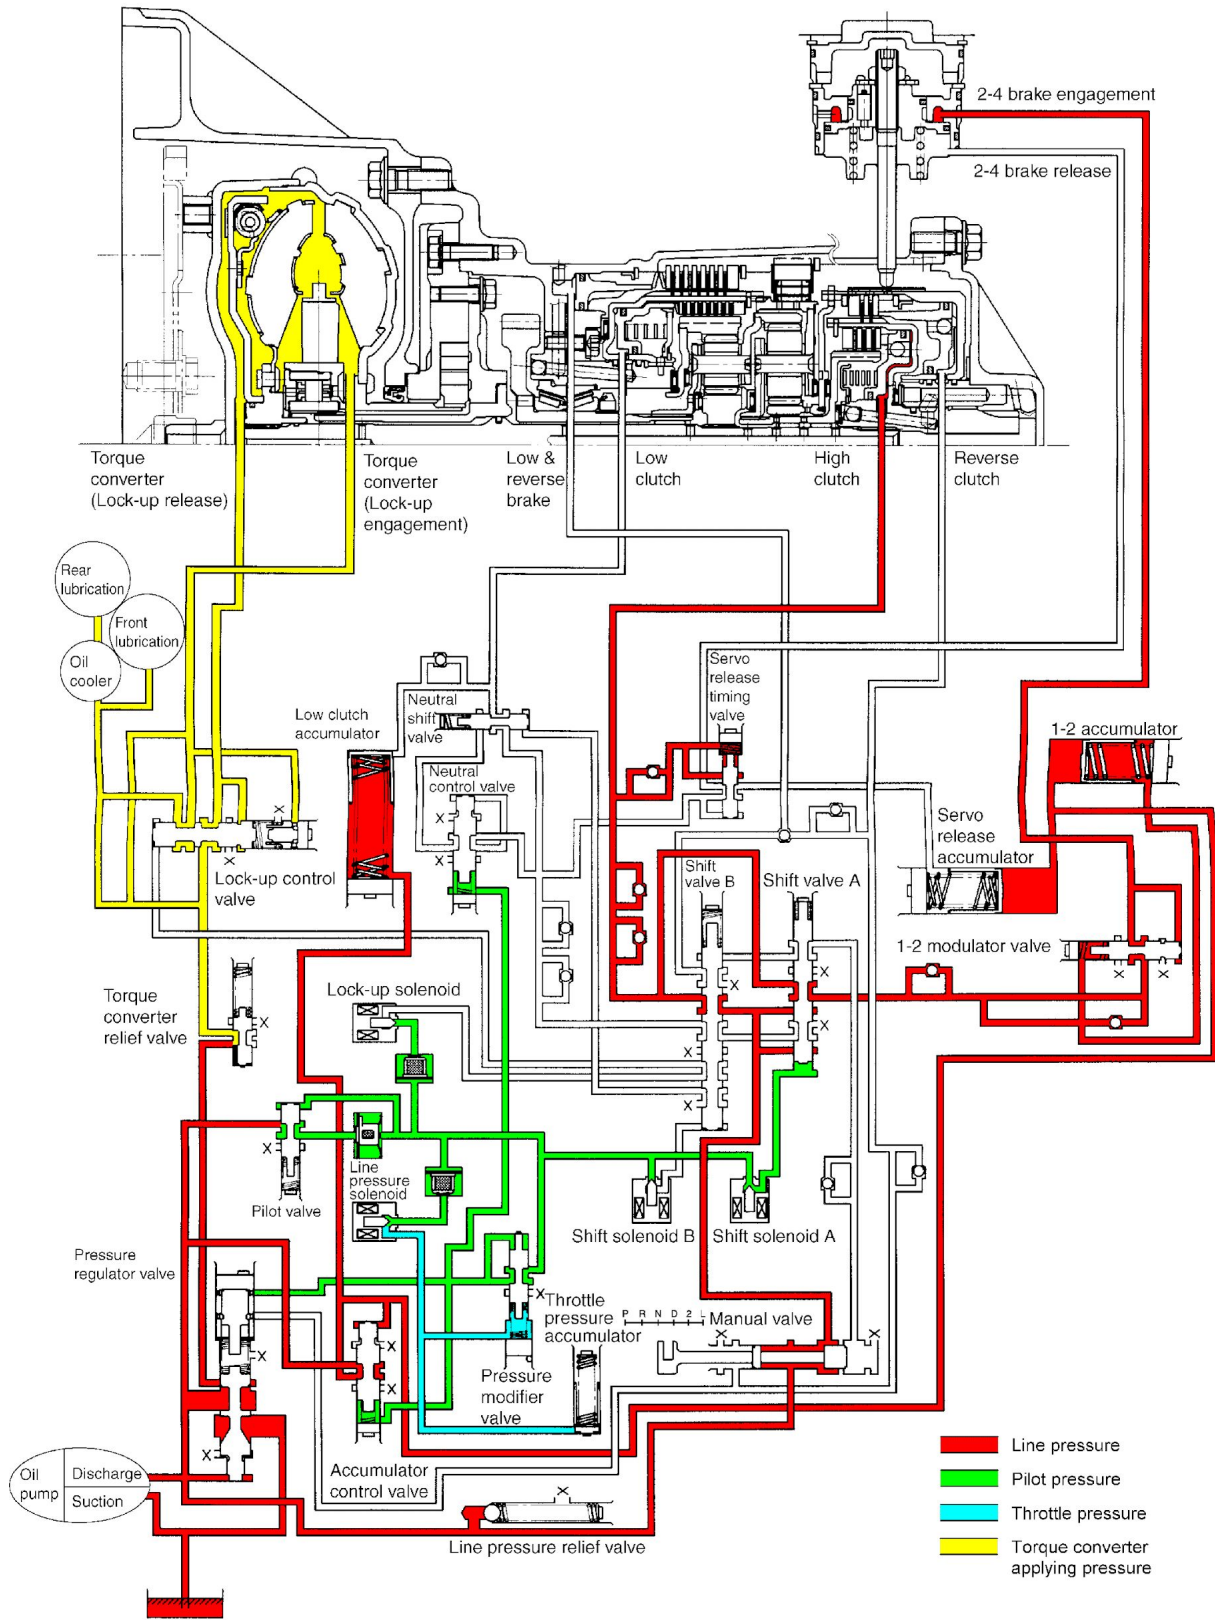 2-4 brake engagement
2-4 brake release
Torque
converter
(Lock-up release)
Torque
converter
(Lock-up
engagement)
Low &
reverse
brake
Low
clutch
High
clutch
Reverse
clutch
Rear
lubrication
Front
lubrication
Oil
cooler
Low clutch
accumulator
Neutral
shift
valve
Neutral
control valve
Servo
release
timing
valve
1-2 accumulator
Servo
release
accumulator
X
X
X
X
Lock-up control
valve
Shift
valve B
Shift valve A
1-2 modulator valve
X
X
X
X
X
X
Torque
converter
relief valve
X
Lock-up solenoid
X
X
X
Line
pressure
solenoid
Pilot valve
Shift solenoid B
Shift solenoid A
X
Pressure
regulator valve
X
Throttle
pressure
accumulator
P R N D 2 L
Manual valve
X
X
X
X
X
Pressure
modifier
valve
X
Oil
pump
Discharge
Suction
Accumulator
control valve
X
Line pressure relief valve
Line pressure
Pilot pressure
Throttle pressure
Torque converter
applying pressure